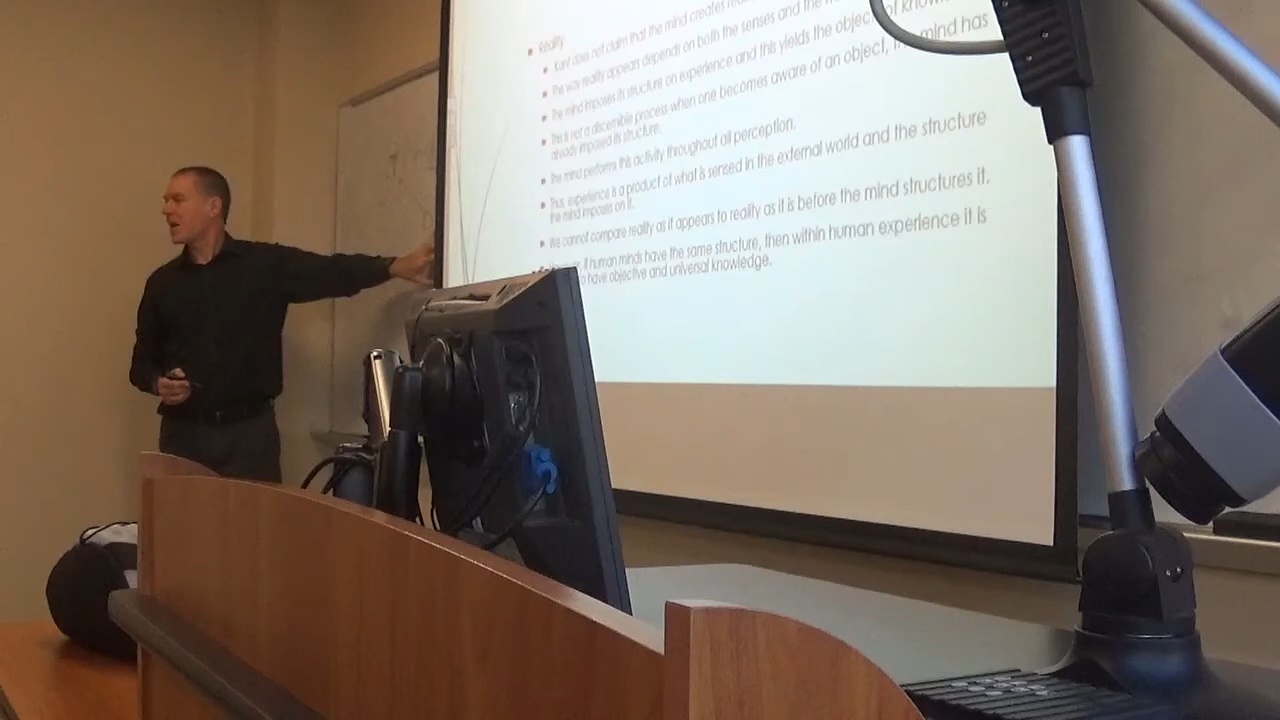 Reality
Kant does not claim that the mind creates
The way reality appears depends on both the senses and the
The mind imposes its structure on experience and this yields the object of
This is not a discernible process-when one becomes aware of an object, mind has
already imposed its structure.
The mind performs this activity throughout all perception.
Thus, experience is a product of what is sensed in the external world and the structure
the mind imposes on it.
We cannot compare reality as it appears to reality as it is before the mind structures it.
if human minds have the same structure, then within human experience it is
to have objective and universal knowledge.